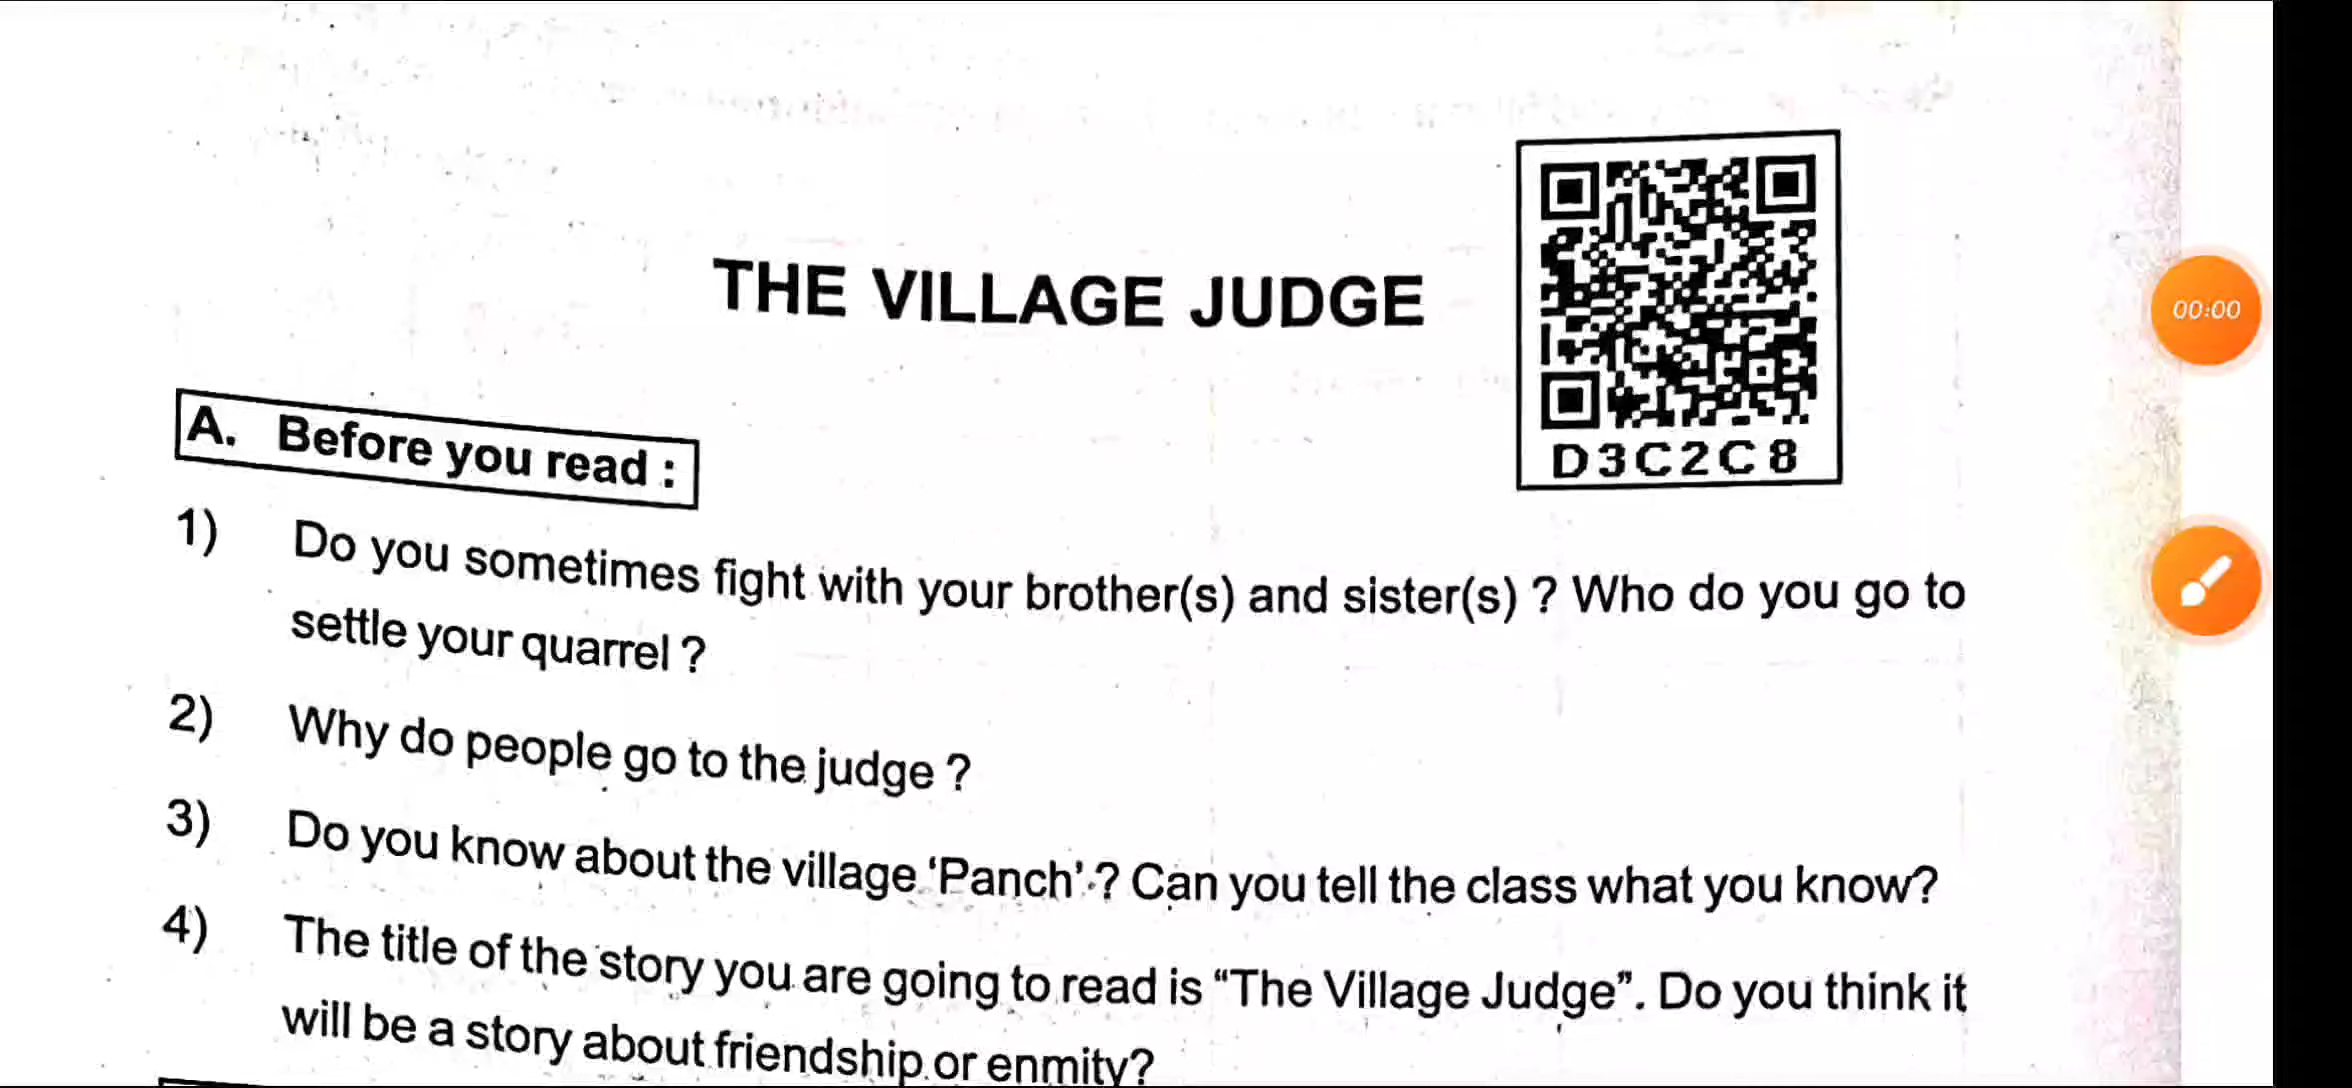 THE VILLAGE JUDGE
D3C2C8
A. Before you read :
1) Do you sometimes fight with your brother(s) and sister(s) ? Who do you go to
settle your quarrel ?
2) Why do people go to the judge ?
3) Do you know about the village ‘Panch’ ? Can you tell the class what you know?
4) The title of the story you are going to read is “The Village Judge”. Do you think it
will be a story about friendship or enmity?
00:00